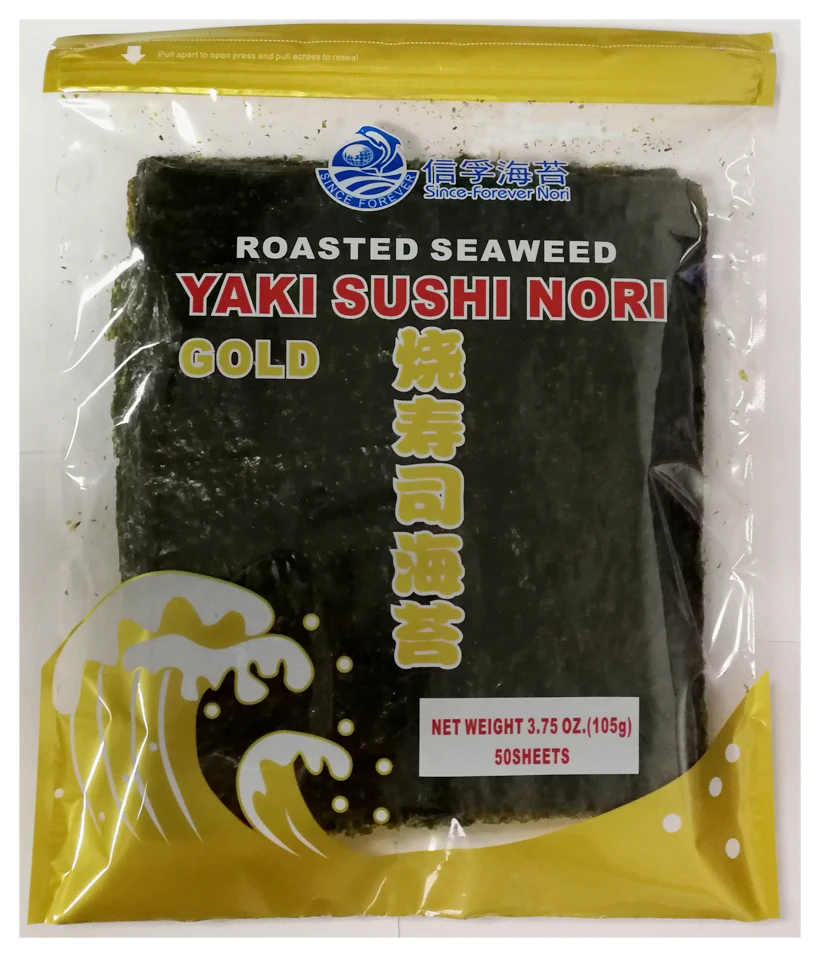 Pull apart to open press and pull across to reseal
SINCE FOREVER
信孚海苔
Since-Forever Nori
ROASTED SEAWEED
YAKI SUSHI NORI
GOLD
烧寿司海苔
NET WEIGHT 3.75 OZ.(105g)
50SHEETS